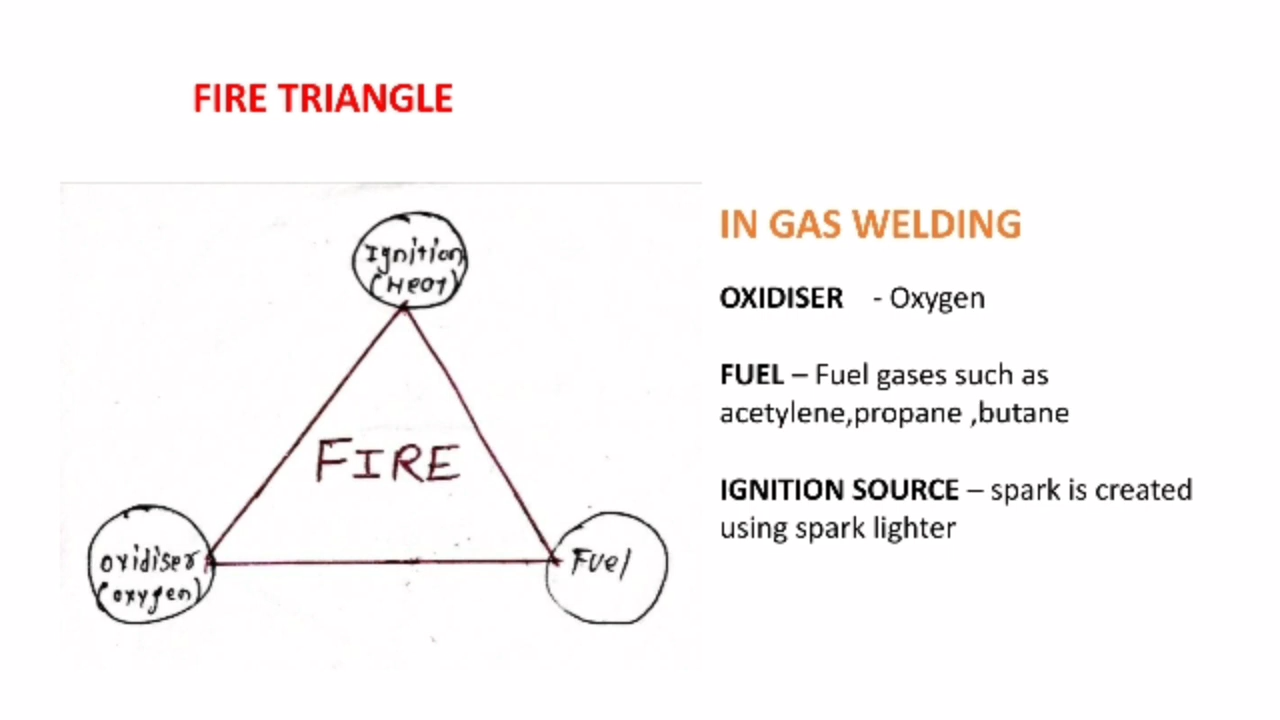 FIRE TRIANGLE
Ignition
(Heat)
FIRE
oxidiser
(oxygen)
Fuel
IN GAS WELDING
OXIDISER - Oxygen
FUEL – Fuel gases such as
acetylene,propane ,butane
IGNITION SOURCE – spark is created
using spark lighter